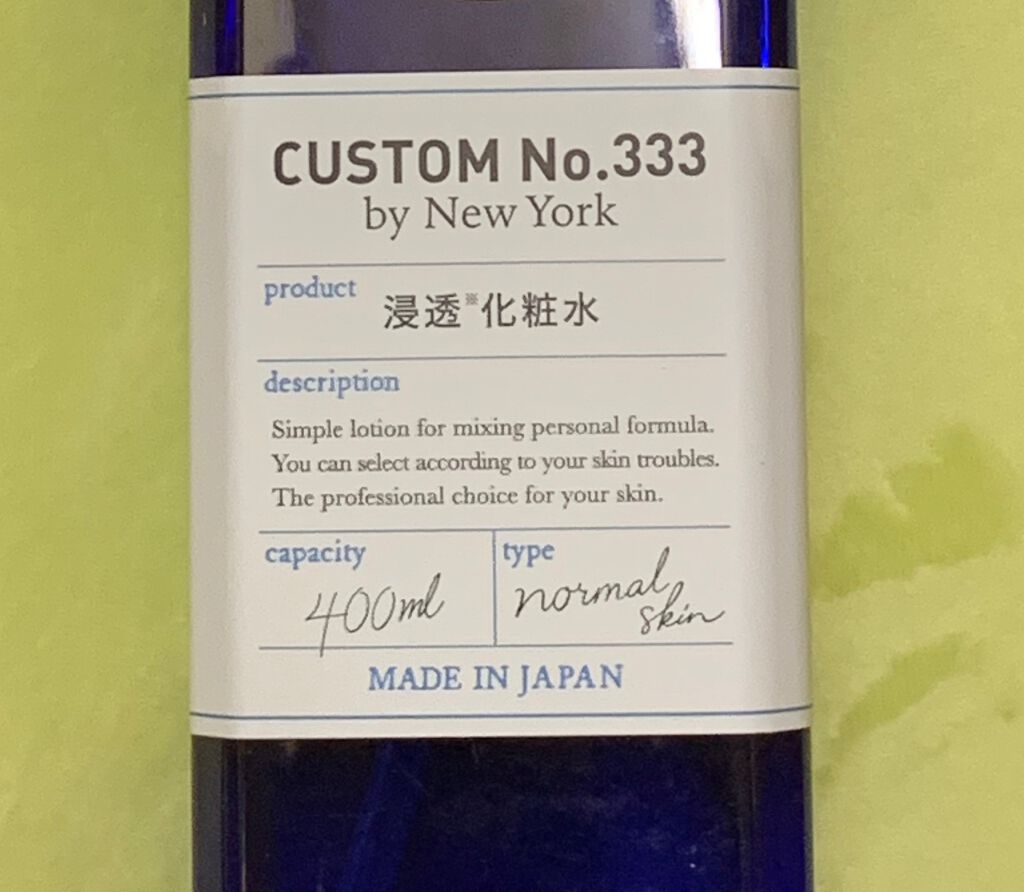 CUSTOM No.333
by New York
product
浸透※化粧水
description
Simple lotion for mixing personal formula.
You can select according to your skin troubles.
The professional choice for your skin.
capacity
400ml
type
normal
skin
MADE IN JAPAN